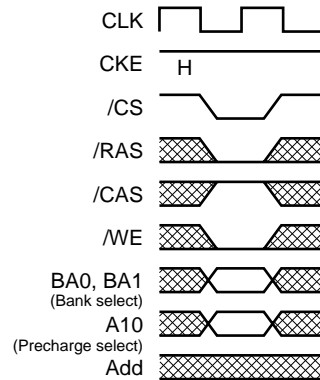 CLK
CKE
H
/CS
/RAS
/CAS
/WE
BA0, BA1
(Bank select)
A10
(Precharge select)
Add